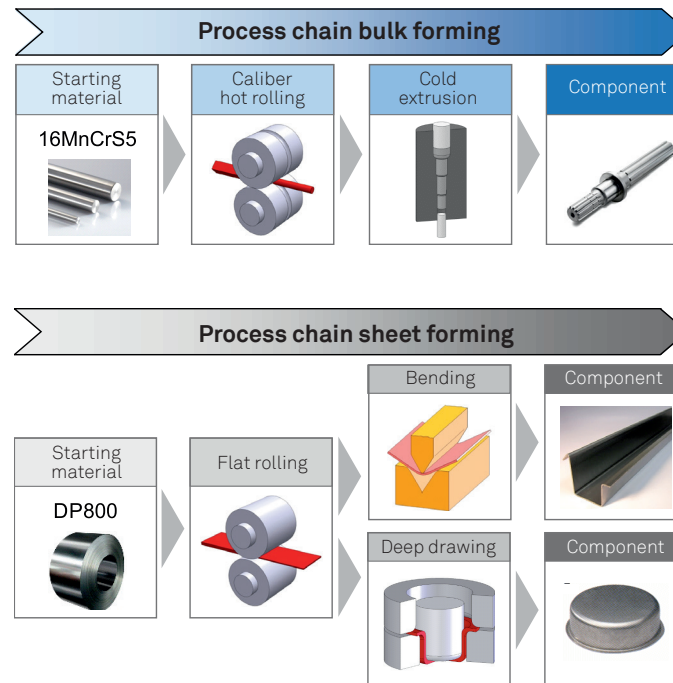 Process chain bulk forming
Starting
material
Caliber
hot rolling
Cold
extrusion
Component
16MnCrS5
Process chain sheet forming
Bending
Component
Starting
material
Flat rolling
DP800
Deep drawing
Component